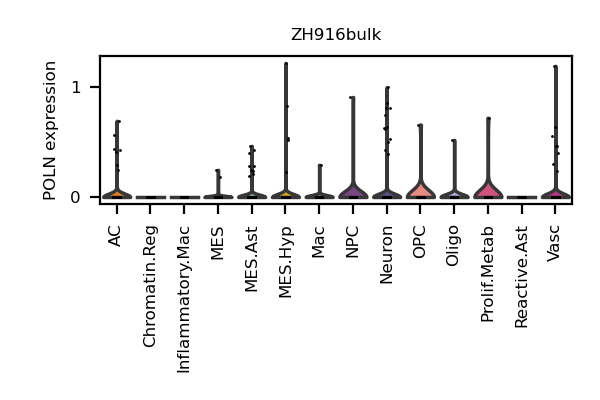 ZH916bulk
POLN expression
1
0
AC
Chromatin.Reg
Inflammatory.Mac
MES
MES.Ast
MES.Hyp
Mac
NPC
Neuron
OPC
Oligo
Prolif.Metab
Reactive.Ast
Vasc